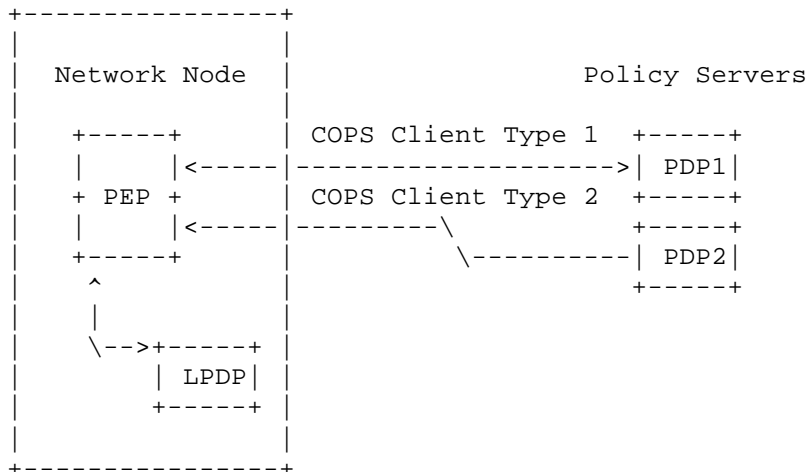 +----------------+
|                |
|  Network Node  |                  Policy Servers
|                |
|   +-----+      | COPS Client Type 1  +-----+
|   |     |<-----|-------------------->| PDP1|
|   + PEP +      | COPS Client Type 2  +-----+
|   |     |<-----|---------\           +-----+
|   +-----+      |          \----------| PDP2|
|    ^           |                     +-----+
|    |           |
|    \-->+-----+ |
|        | LPDP| |
|        +-----+ |
|                |
+----------------+